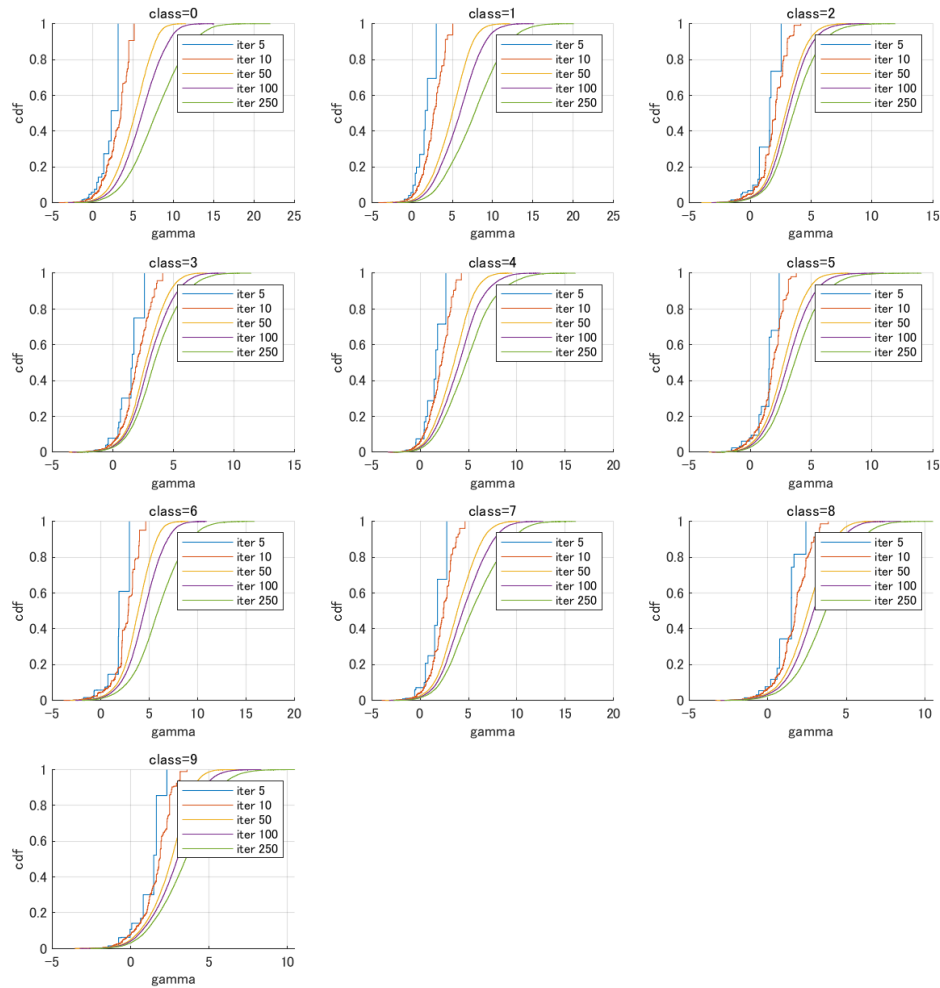 class=0
1
0.8
0.6
0.4
0.2
0
cdf
-5 0 5 10 15 20 25
gamma
iter 5
iter 10
iter 50
iter 100
iter 250
class=1
1
0.8
0.6
0.4
0.2
0
cdf
-5 0 5 10 15 20 25
gamma
iter 5
iter 10
iter 50
iter 100
iter 250
class=2
1
0.8
0.6
0.4
0.2
0
cdf
-5 0 5 10 15
gamma
iter 5
iter 10
iter 50
iter 100
iter 250
class=3
1
0.8
0.6
0.4
0.2
0
cdf
-5 0 5 10 15
gamma
iter 5
iter 10
iter 50
iter 100
iter 250
class=4
1
0.8
0.6
0.4
0.2
0
cdf
-5 0 5 10 15 20
gamma
iter 5
iter 10
iter 50
iter 100
iter 250
class=5
1
0.8
0.6
0.4
0.2
0
cdf
-5 0 5 10 15
gamma
iter 5
iter 10
iter 50
iter 100
iter 250
class=6
1
0.8
0.6
0.4
0.2
0
cdf
-5 0 5 10 15 20
gamma
iter 5
iter 10
iter 50
iter 100
iter 250
class=7
1
0.8
0.6
0.4
0.2
0
cdf
-5 0 5 10 15 20
gamma
iter 5
iter 10
iter 50
iter 100
iter 250
class=8
1
0.8
0.6
0.4
0.2
0
cdf
-5 0 5 10
gamma
iter 5
iter 10
iter 50
iter 100
iter 250
class=9
1
0.8
0.6
0.4
0.2
0
cdf
-5 0 5 10
gamma
iter 5
iter 10
iter 50
iter 100
iter 250